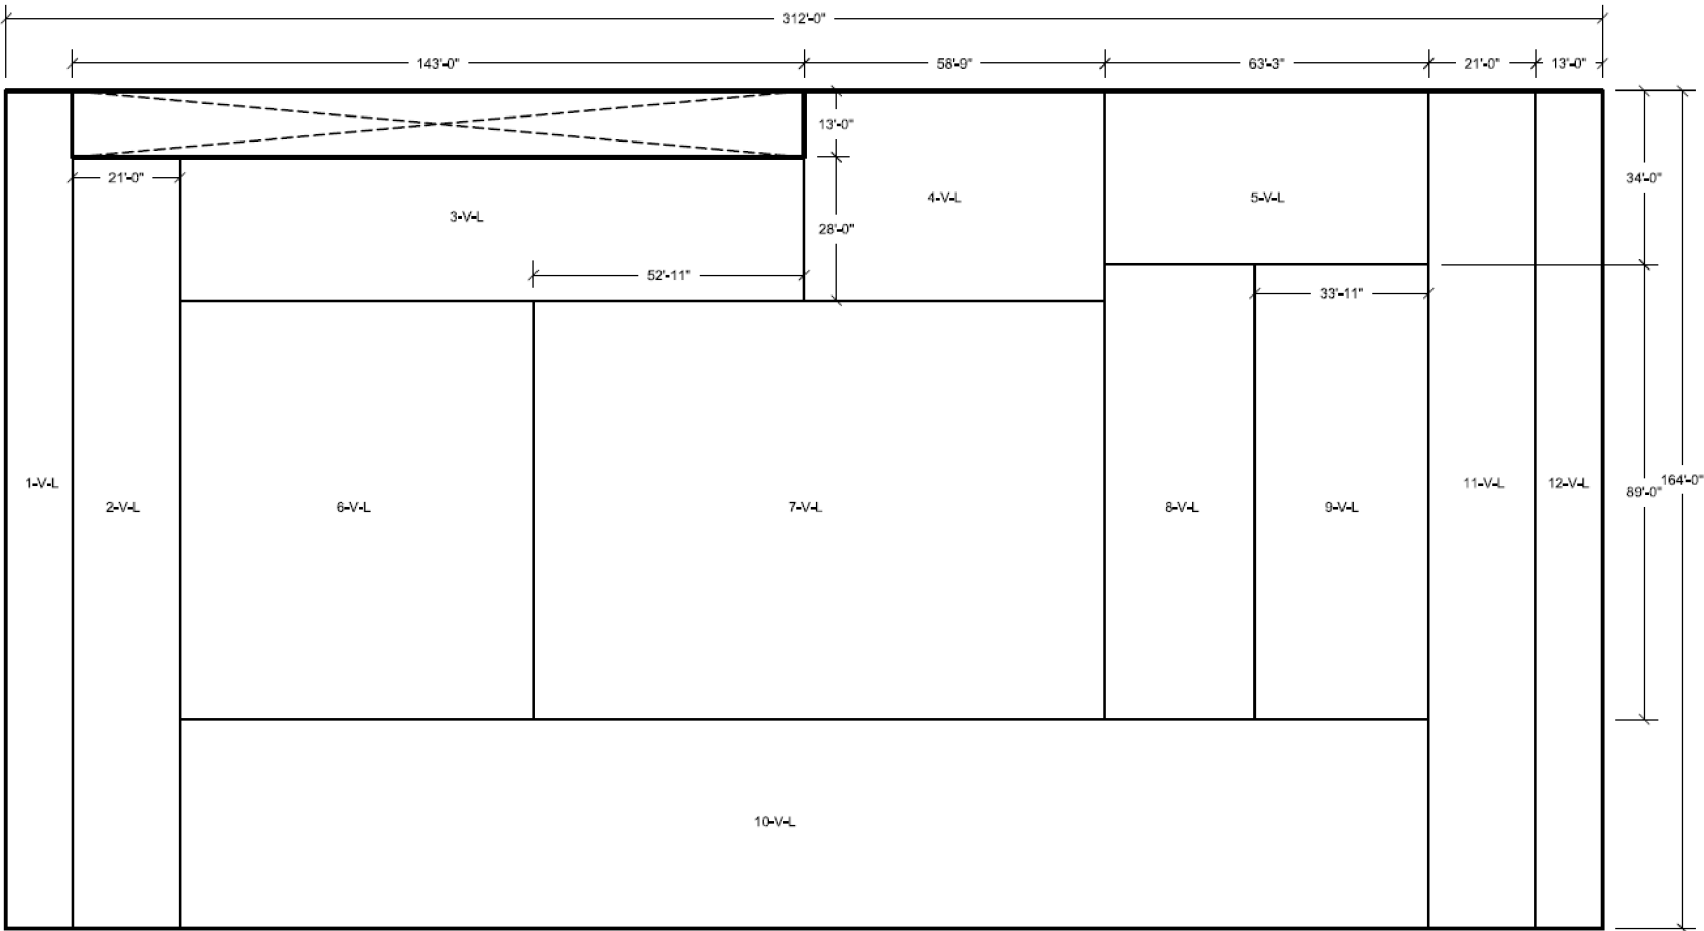 312'-0"
143'-0" 58'-9" 63'-3" 21'-0" 13'-0"
13'-0"
21'-0" 34'-0"
3-V-L 4-V-L 5-V-L
28'-0"
52'-11" 33'-11"
1-V-L 11-V-L 12-V-L 164'-0"
89'-0"
2-V-L 6-V-L 7-V-L 8-V-L 9-V-L
10-V-L